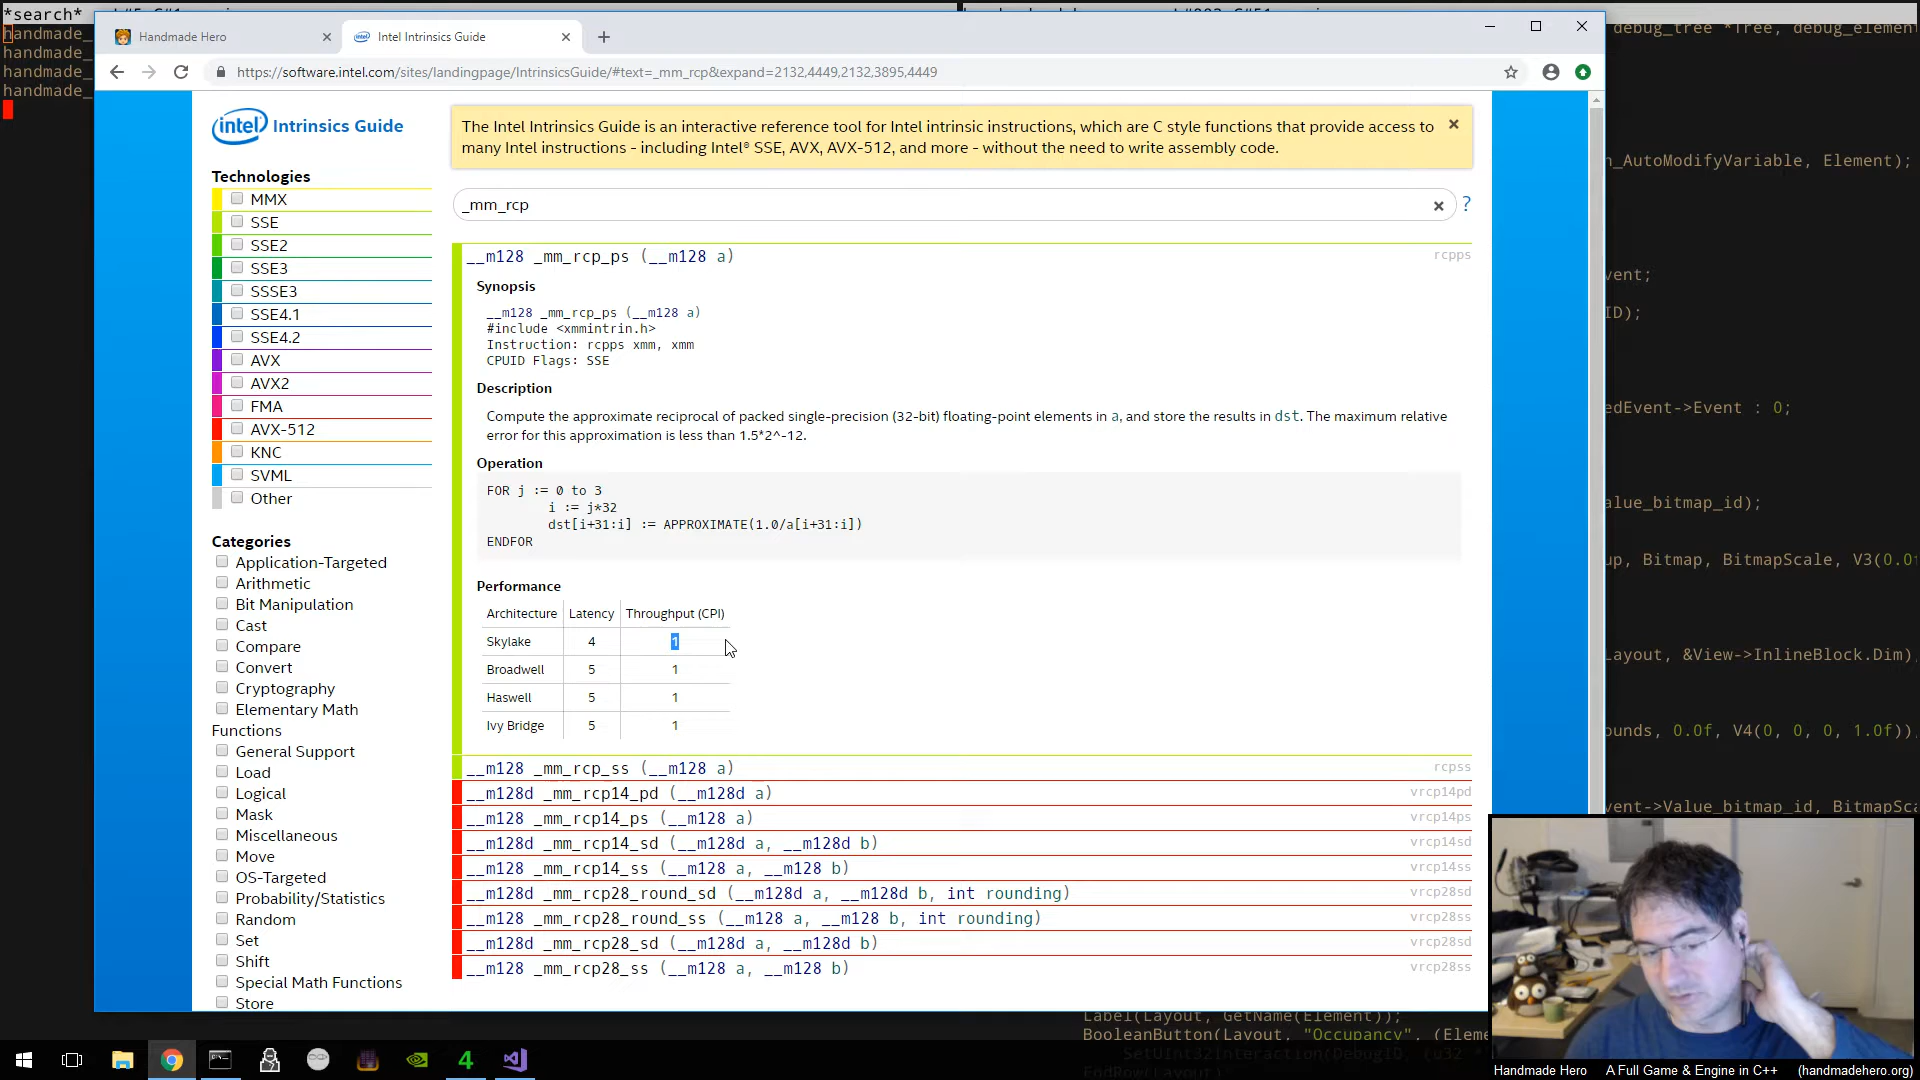 *search*
handmade_
handmade_
handmade_
handmade_
Handmade Hero
Intel Intrinsics Guide
https://software.intel.com/sites/landingpage/IntrinsicsGuide/#text=_mm_rcp&expand=2132,4449,2132,3895,4449
debug_tree *Tree, debug_element
(intel) Intrinsics Guide
The Intel Intrinsics Guide is an interactive reference tool for Intel intrinsic instructions, which are C style functions that provide access to
many Intel instructions - including Intel® SSE, AVX, AVX-512, and more - without the need to write assembly code.
Technologies
MMX
SSE
SSE2
SSE3
SSSE3
SSE4.1
SSE4.2
AVX
AVX2
FMA
AVX-512
KNC
SVML
Other
Categories
Application-Targeted
Arithmetic
Bit Manipulation
Cast
Compare
Convert
Cryptography
Elementary Math
Functions
General Support
Load
Logical
Mask
Miscellaneous
Move
OS-Targeted
Probability/Statistics
Random
Set
Shift
Special Math Functions
Store
_mm_rcp
?
__m128 _mm_rcp_ps (__m128 a)
rcpps
Synopsis
__m128 _mm_rcp_ps (__m128 a)
#include <xmmintrin.h>
Instruction: rcpps xmm, xmm
CPUID Flags: SSE
Description
Compute the approximate reciprocal of packed single-precision (32-bit) floating-point elements in a, and store the results in dst. The maximum relative
error for this approximation is less than 1.5*2^-12.
Operation
FOR j := 0 to 3
i := j*32
dst[i+31:i] := APPROXIMATE(1.0/a[i+31:i])
ENDFOR
Performance
Architecture Latency Throughput (CPI)
Skylake 4 1
Broadwell 5 1
Haswell 5 1
Ivy Bridge 5 1
__m128 _mm_rcp_ss (__m128 a) rcpss
__m128d _mm_rcp14_pd (__m128d a) vrcp14pd
__m128 _mm_rcp14_ps (__m128 a) vrcp14ps
__m128d _mm_rcp14_sd (__m128d a, __m128d b) vrcp14sd
__m128 _mm_rcp14_ss (__m128 a, __m128 b) vrcp14ss
__m128d _mm_rcp28_round_sd (__m128d a, __m128d b, int rounding) vrcp28sd
__m128 _mm_rcp28_round_ss (__m128 a, __m128 b, int rounding) vrcp28ss
__m128d _mm_rcp28_sd (__m128d a, __m128d b) vrcp28sd
__m128 _mm_rcp28_ss (__m128 a, __m128 b) vrcp28ss
n_AutoModifyVariable, Element);
vent;
ID);
edEvent->Event : 0;
alue_bitmap_id);
up, Bitmap, BitmapScale, V3(0.0f
Layout, &View->InlineBlock.Dim)
ounds, 0.0f, V4(0, 0, 0, 1.0f));
vent->Value_bitmap_id, BitmapSca
Label(Layout, GetName(Element));
BooleanButton(Layout, "Occupancy", (Eleme
SetUInt32Interaction(DebugID, (u32 *
EndRow(Layout)
4
Handmade Hero A Full Game & Engine in C++ (handmadehero.org)